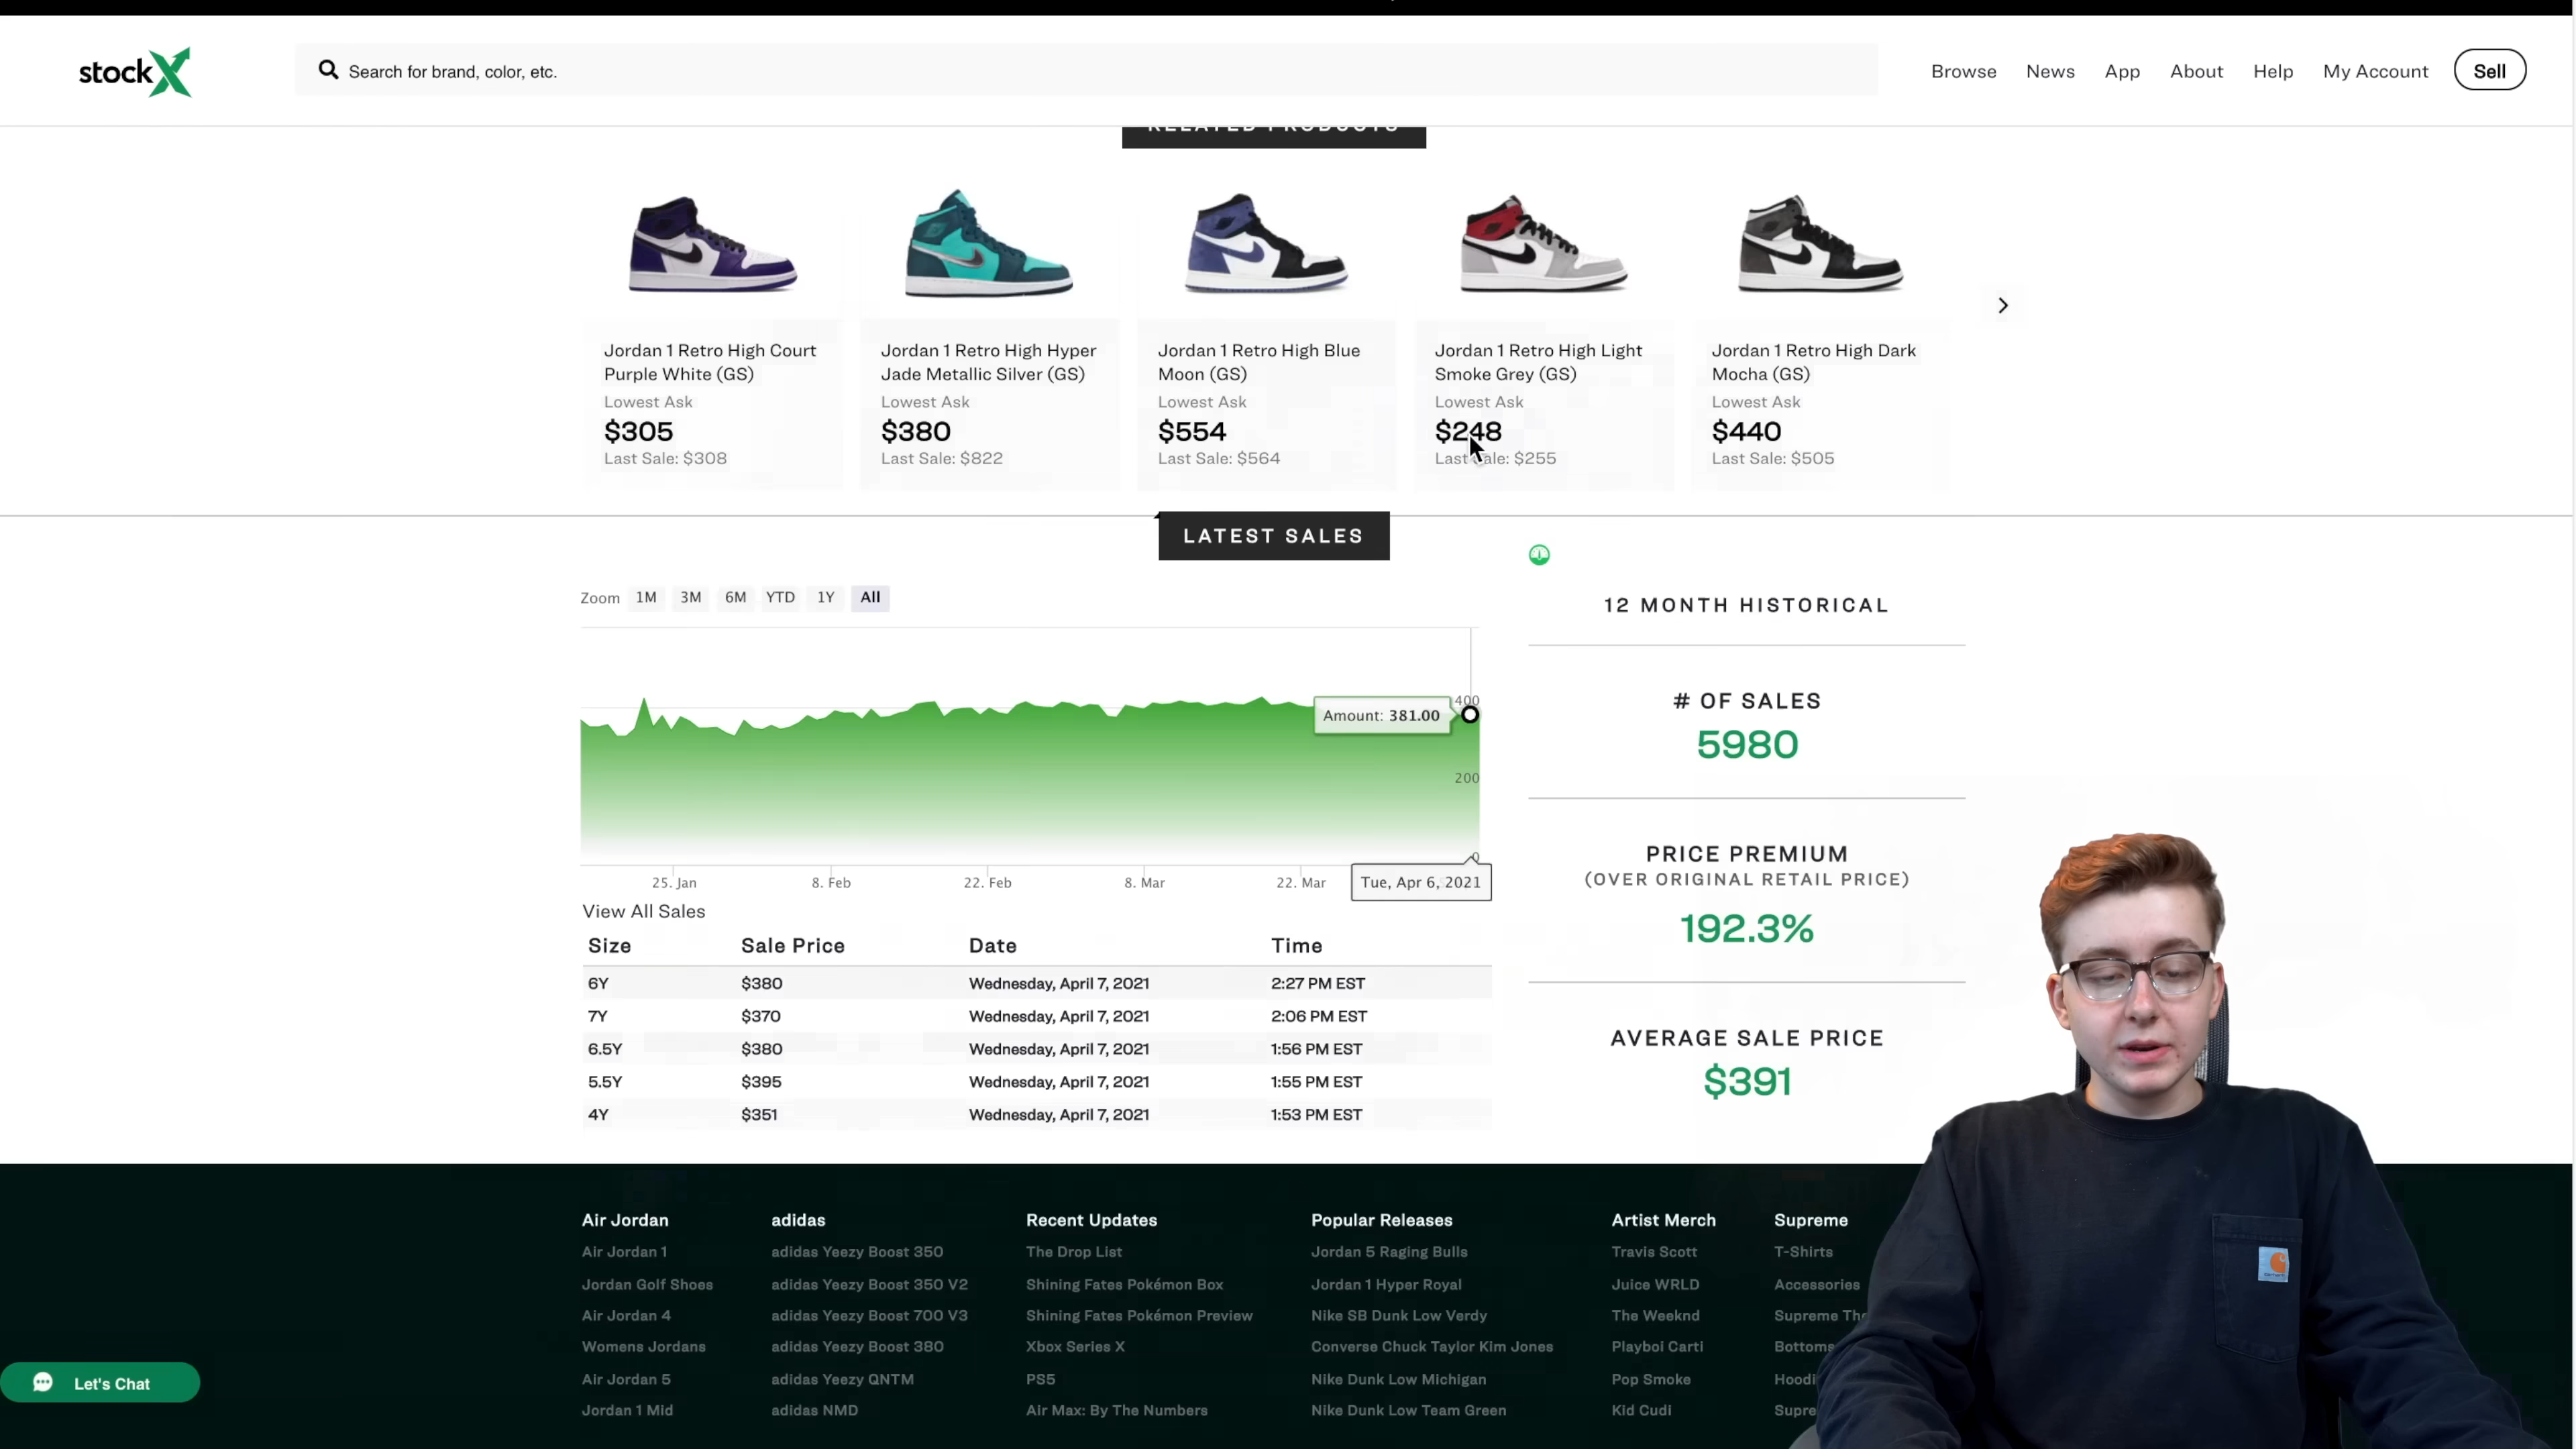 stockX
Search for brand, color, etc.
Browse News App About Help My Account Sell
RELATED PRODUCTS
Jordan 1 Retro High Court
Purple White (GS)
Lowest Ask
$305
Last Sale: $308
Jordan 1 Retro High Hyper
Jade Metallic Silver (GS)
Lowest Ask
$380
Last Sale: $822
Jordan 1 Retro High Blue
Moon (GS)
Lowest Ask
$554
Last Sale: $564
Jordan 1 Retro High Light
Smoke Grey (GS)
Lowest Ask
$248
Last Sale: $255
Jordan 1 Retro High Dark
Mocha (GS)
Lowest Ask
$440
Last Sale: $505
LATEST SALES
Zoom 1M 3M 6M YTD 1Y All
400
Amount: 381.00
200
0
25. Jan 8. Feb 22. Feb 8. Mar 22. Mar Tue, Apr 6, 2021
View All Sales
Size Sale Price Date Time
6Y $380 Wednesday, April 7, 2021 2:27 PM EST
7Y $370 Wednesday, April 7, 2021 2:06 PM EST
6.5Y $380 Wednesday, April 7, 2021 1:56 PM EST
5.5Y $395 Wednesday, April 7, 2021 1:55 PM EST
4Y $351 Wednesday, April 7, 2021 1:53 PM EST
12 MONTH HISTORICAL
# OF SALES
5980
PRICE PREMIUM
(OVER ORIGINAL RETAIL PRICE)
192.3%
AVERAGE SALE PRICE
$391
Air Jordan
Air Jordan 1
Jordan Golf Shoes
Air Jordan 4
Womens Jordans
Air Jordan 5
Jordan 1 Mid
adidas
adidas Yeezy Boost 350
adidas Yeezy Boost 350 V2
adidas Yeezy Boost 700 V3
adidas Yeezy Boost 380
adidas Yeezy QNTM
adidas NMD
Recent Updates
The Drop List
Shining Fates Pokémon Box
Shining Fates Pokémon Preview
Xbox Series X
PS5
Air Max: By The Numbers
Popular Releases
Jordan 5 Raging Bulls
Jordan 1 Hyper Royal
Nike SB Dunk Low Verdy
Converse Chuck Taylor Kim Jones
Nike Dunk Low Michigan
Nike Dunk Low Team Green
Artist Merch
Travis Scott
Juice WRLD
The Weeknd
Playboi Carti
Pop Smoke
Kid Cudi
Supreme
T-Shirts
Accessories
Supreme The
Bottoms
Hoodi
Supre
Let's Chat